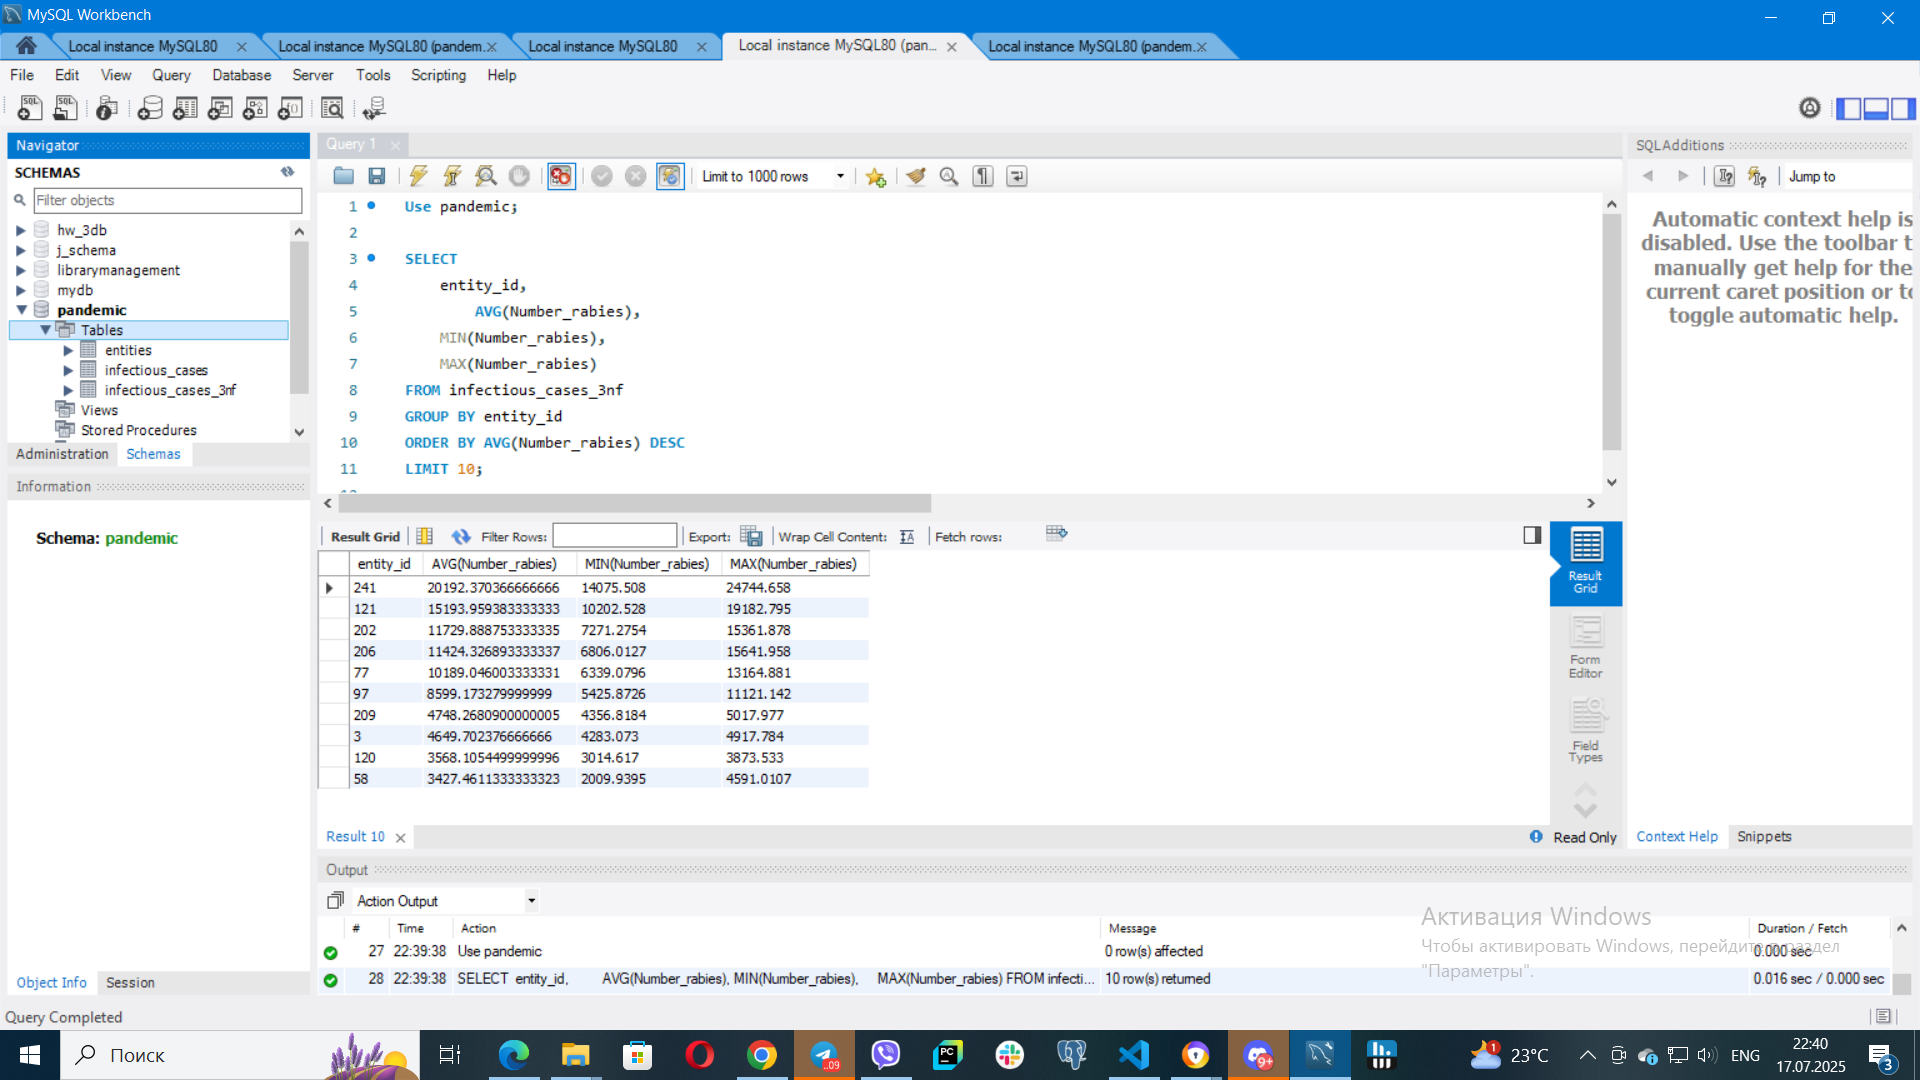 MySQL Workbench
Local instance MySQL80
Local instance MySQL80 (pandem.
Local instance MySQL80
Local instance MySQL80 (pan...
Local instance MySQL80 (pandem.
File Edit View Query Database Server Tools Scripting Help
Navigator
SCHEMAS
Filter objects
hw_3db
j_schema
librarymanagement
mydb
pandemic
Tables
entities
infectious_cases
infectious_cases_3nf
Views
Stored Procedures
Administration Schemas
Information
Schema: pandemic
Object Info Session
Query 1
Limit to 1000 rows
1 Use pandemic;
2
3 SELECT
4 entity_id,
5 AVG(Number_rabies),
6 MIN(Number_rabies),
7 MAX(Number_rabies)
8 FROM infectious_cases_3nf
9 GROUP BY entity_id
10 ORDER BY AVG(Number_rabies) DESC
11 LIMIT 10;
Result Grid Filter Rows: Export: Wrap Cell Content: Fetch rows:
entity_id AVG(Number_rabies) MIN(Number_rabies) MAX(Number_rabies)
241 20192.370366666666 14075.508 24744.658
121 15193.959383333333 10202.528 19182.795
202 11729.888753333335 7271.2754 15361.878
206 11424.326893333337 6806.0127 15641.958
77 10189.046003333331 6339.0796 13164.881
97 8599.173279999999 5425.8726 11121.142
209 4748.2680900000005 4356.8184 5017.977
3 4649.702376666666 4283.073 4917.784
120 3568.1054499999996 3014.617 3873.533
58 3427.4611333333323 2009.9395 4591.0107
Result
Grid
Form
Editor
Field
Types
Result 10
Read Only
SQLAdditions
Jump to
Automatic context help is
disabled. Use the toolbar t
manually get help for the
current caret position or to
toggle automatic help.
Context Help Snippets
Output
Action Output
# Time Action Message Duration / Fetch
27 22:39:38 Use pandemic 0 row(s) affected 0.000 sec
28 22:39:38 SELECT entity_id, AVG(Number_rabies), MIN(Number_rabies), MAX(Number_rabies) FROM infecti... 10 row(s) returned 0.016 sec / 0.000 sec
Активация Windows
Чтобы активировать Windows, перейдите в раздел
"Параметры".
Query Completed
Поиск
PC
..09
9+
1
23°C
ENG
22:40
17.07.2025
3